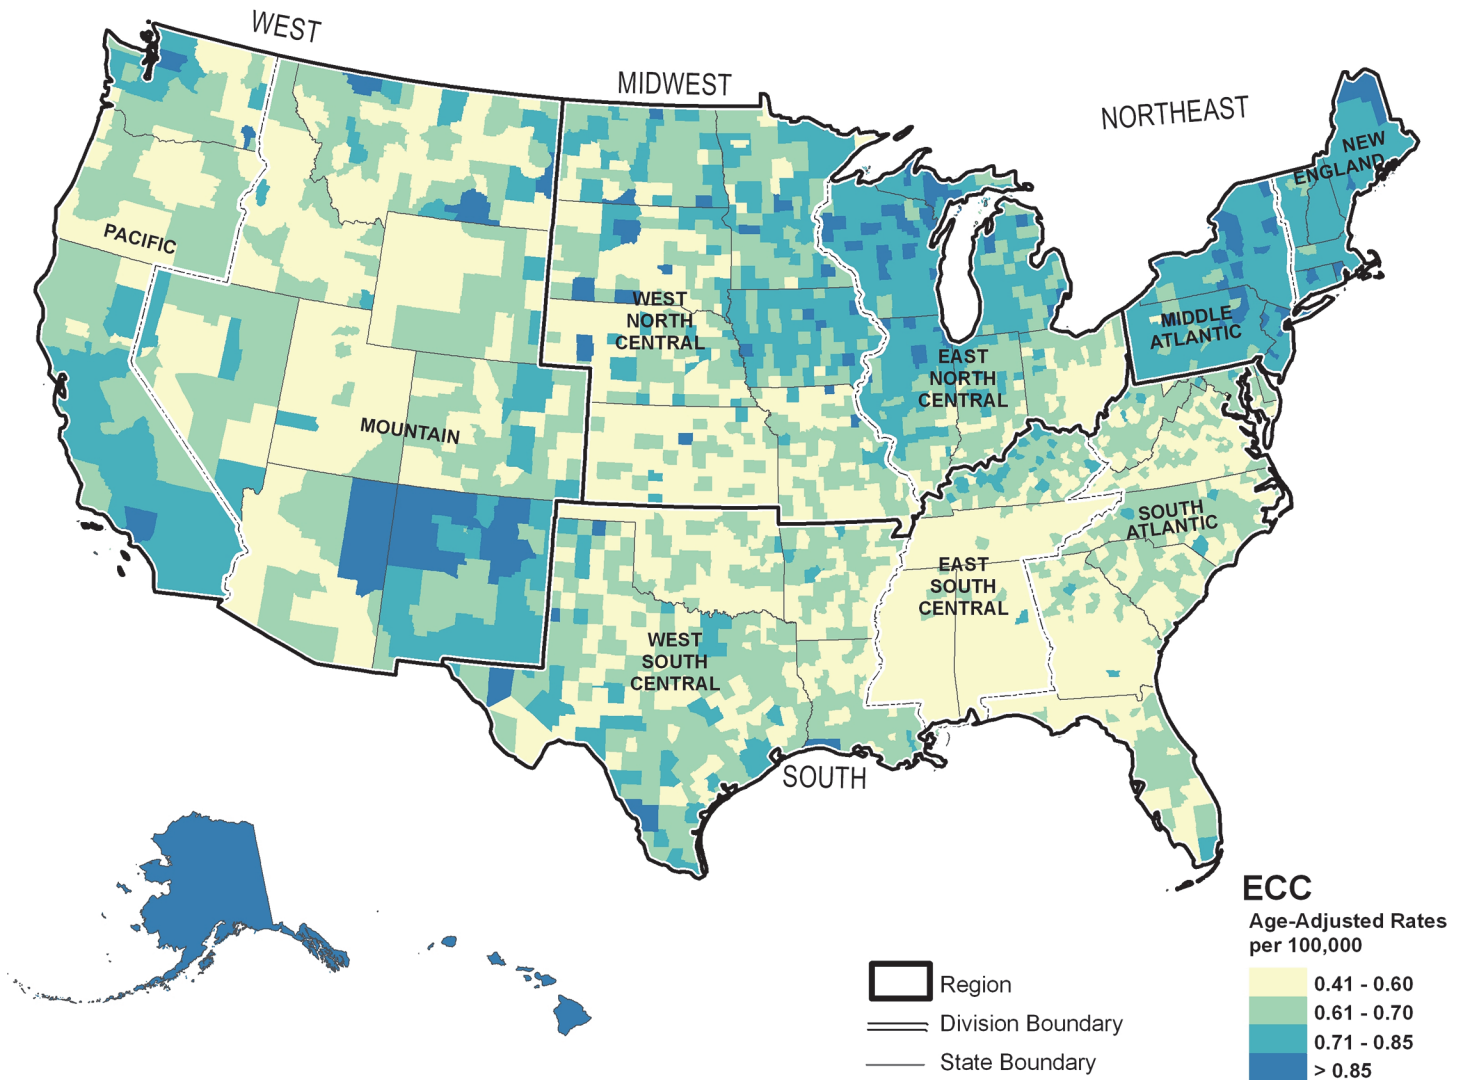 WEST
MIDWEST
NORTHEAST
NEW
ENGLAND
PACIFIC
MIDDLE
ATLANTIC
WEST
NORTH
CENTRAL
EAST
NORTH
CENTRAL
MOUNTAIN
SOUTH
ATLANTIC
EAST
SOUTH
CENTRAL
WEST
SOUTH
CENTRAL
SOUTH
ECC
Age-Adjusted Rates
per 100,000
0.41 - 0.60
0.61 - 0.70
0.71 - 0.85
> 0.85
Region
Division Boundary
State Boundary